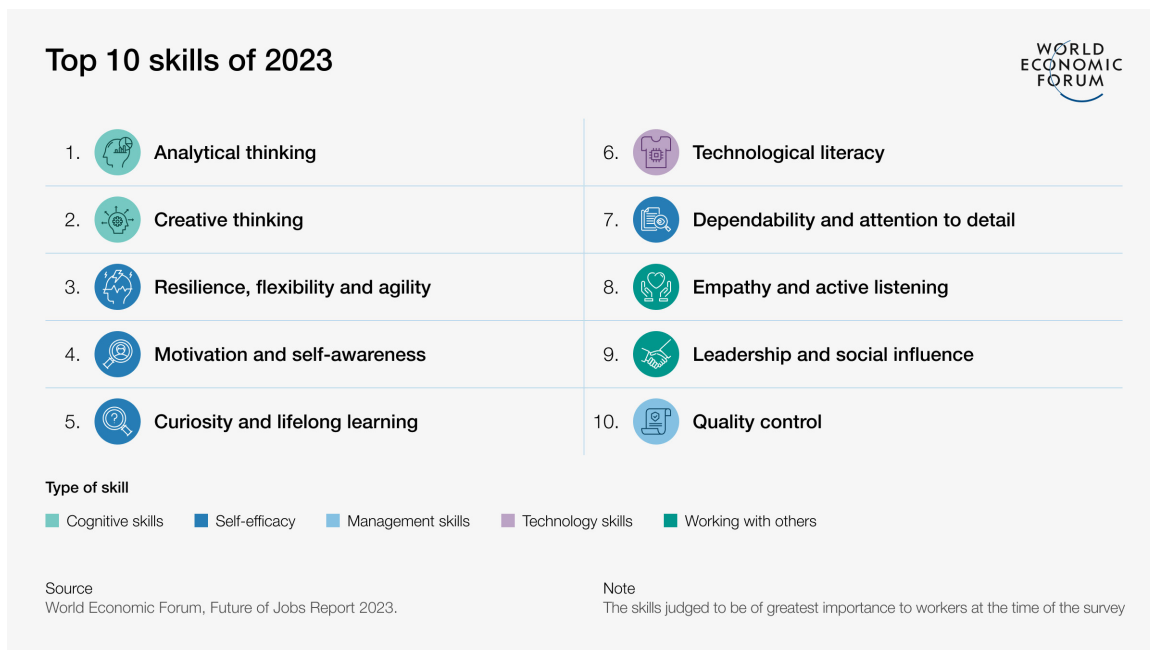 Top 10 skills of 2023
WORLD
ECONOMIC
FORUM
1. Analytical thinking
2. Creative thinking
3. Resilience, flexibility and agility
4. Motivation and self-awareness
5. Curiosity and lifelong learning
6. Technological literacy
7. Dependability and attention to detail
8. Empathy and active listening
9. Leadership and social influence
10. Quality control
Type of skill
Cognitive skills
Self-efficacy
Management skills
Technology skills
Working with others
Source
World Economic Forum, Future of Jobs Report 2023.
Note
The skills judged to be of greatest importance to workers at the time of the survey